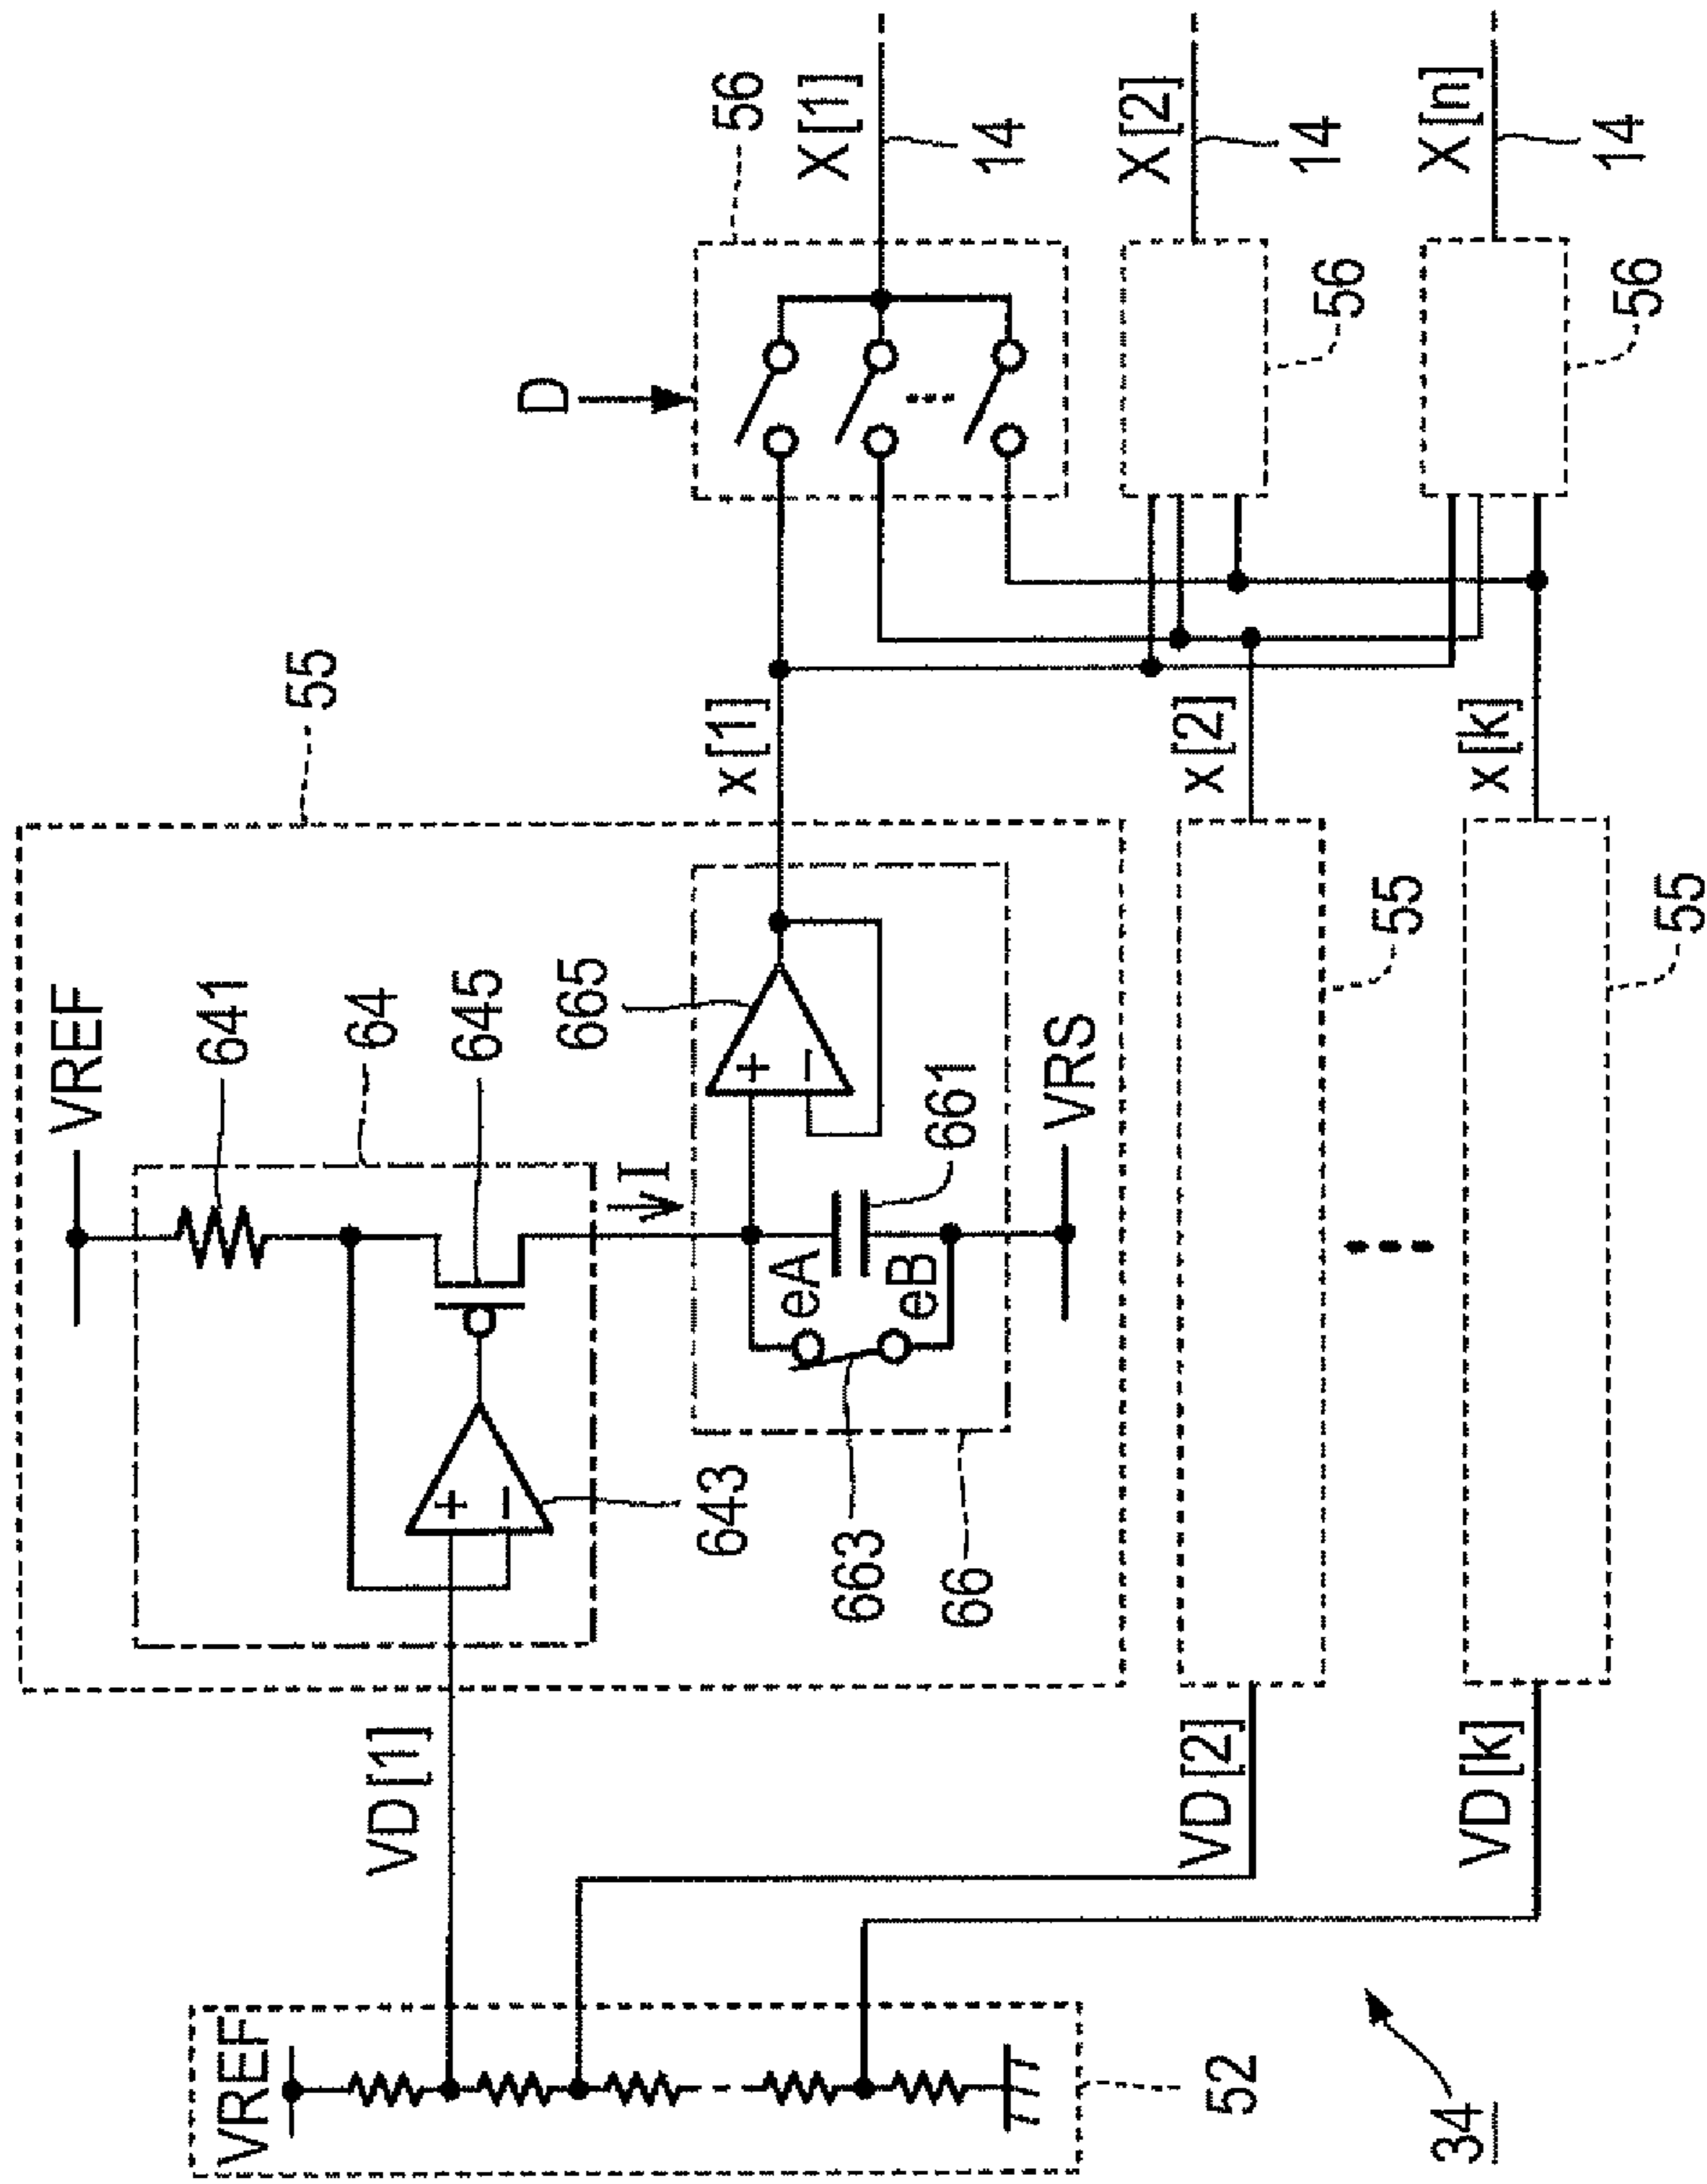 VREF
52
34
VD[1]
VD[2]
VD[k]
55
VREF
641
64
645
643
+
−
I
665
+
−
661
eA
eB
663
66
VRS
55
55
x[1]
x[2]
x[k]
D
56
X[1]
14
X[2]
14
56
X[n]
14
56